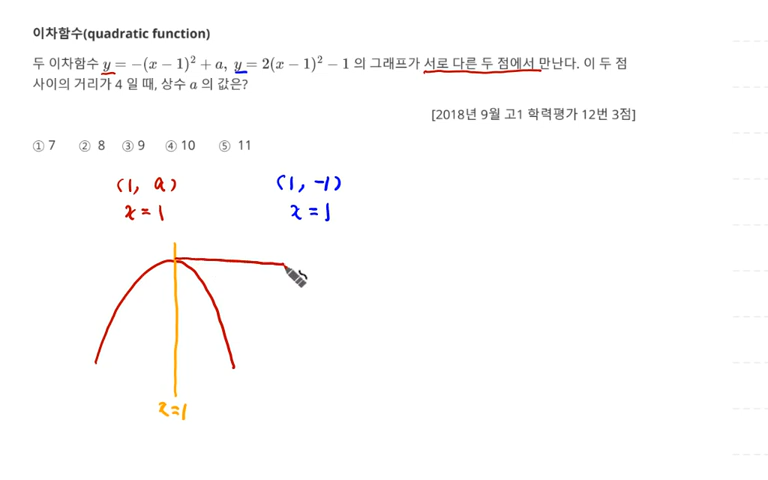 이차함수(quadratic function)
두 이차함수 y = −(x − 1)² + a, y = 2(x − 1)² − 1 의 그래프가 서로 다른 두 점에서 만난다. 이 두 점
사이의 거리가 4 일 때, 상수 a 의 값은?
[2018년 9월 고1 학력평가 12번 3점]
① 7 ② 8 ③ 9 ④ 10 ⑤ 11
(1, a) (1, -1)
x = 1 x = 1
x=1